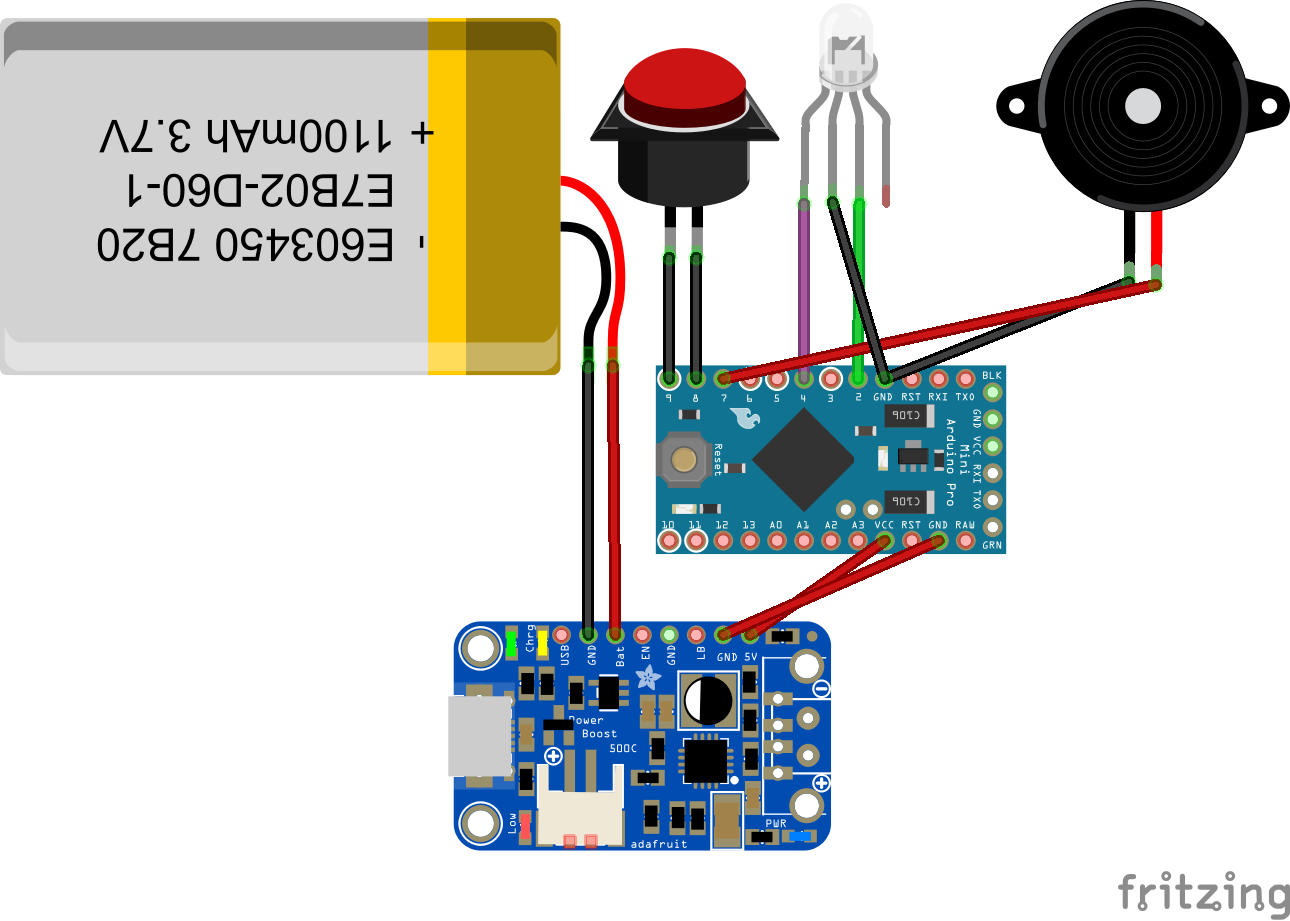 + 1100mAh 3.7V
E7B02-D60-1
- E603450 7B20
9 8 7 6 5 4 3 2 GND RST RXI TXO
BLK
GND
VCC
RXI
TXO
GRN
Reset
Arduino Pro
Mini
C106
C106
10 11 12 13 A0 A1 A2 A3 VCC RST GND RAW
Chrg
USB GND Bat EN GND LB GND 5V
Power
Boost
500C
Low
PWR
adafruit
fritzing